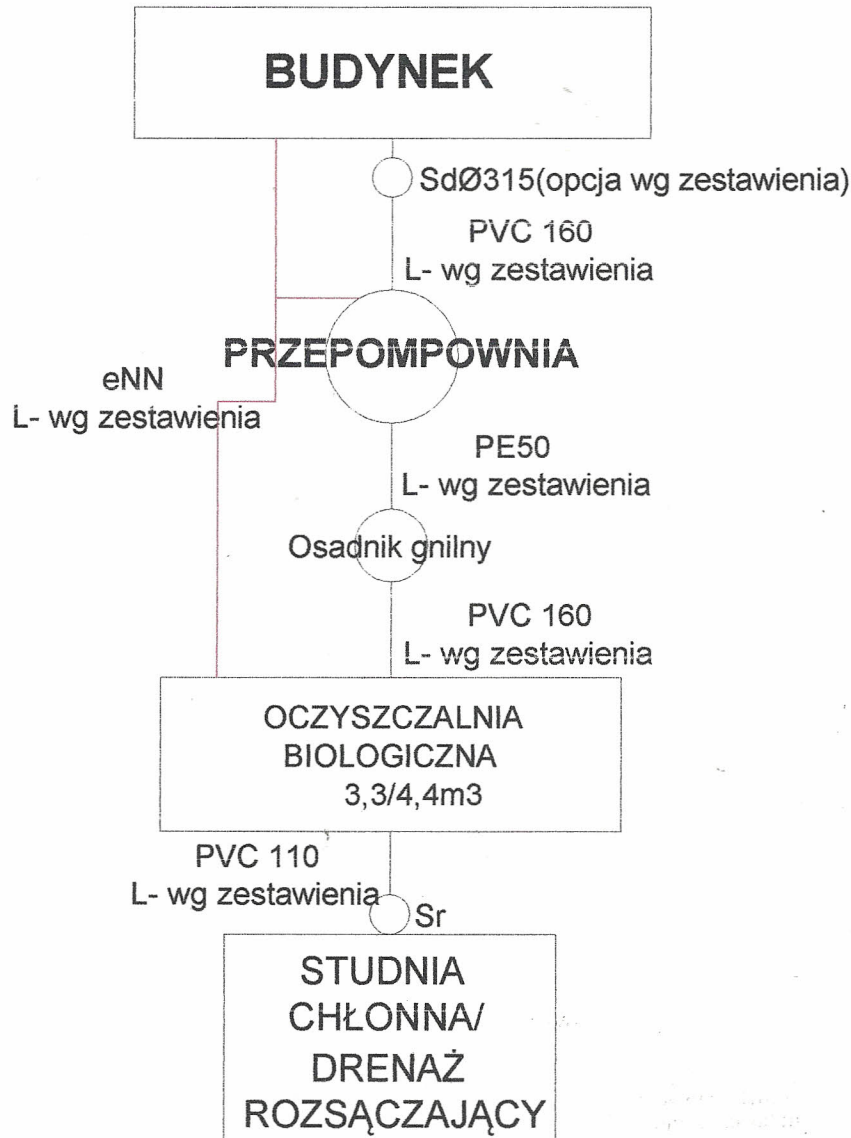 BUDYNEK
SdØ315(opcja wg zestawienia)
PVC 160
L- wg zestawienia
PRZEPOMPOWNIA
eNN
L- wg zestawienia
PE50
L- wg zestawienia
Osadnik gnilny
PVC 160
L- wg zestawienia
OCZYSZCZALNIA
BIOLOGICZNA
3,3/4,4m3
PVC 110
L- wg zestawienia
Sr
STUDNIA
CHŁONNA/
DRENAŻ
ROZSĄCZAJĄCY